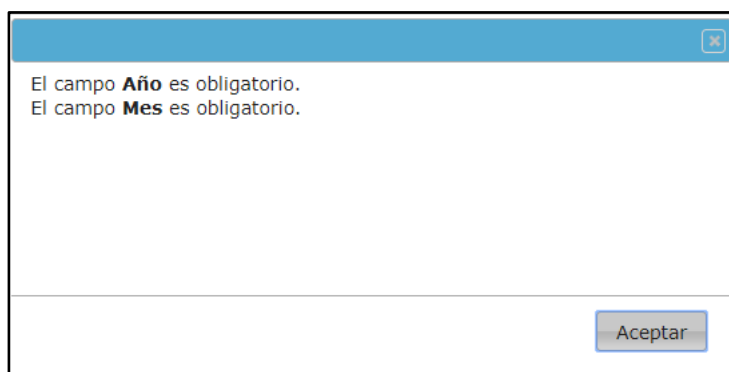 El campo Año es obligatorio.
El campo Mes es obligatorio.
Aceptar